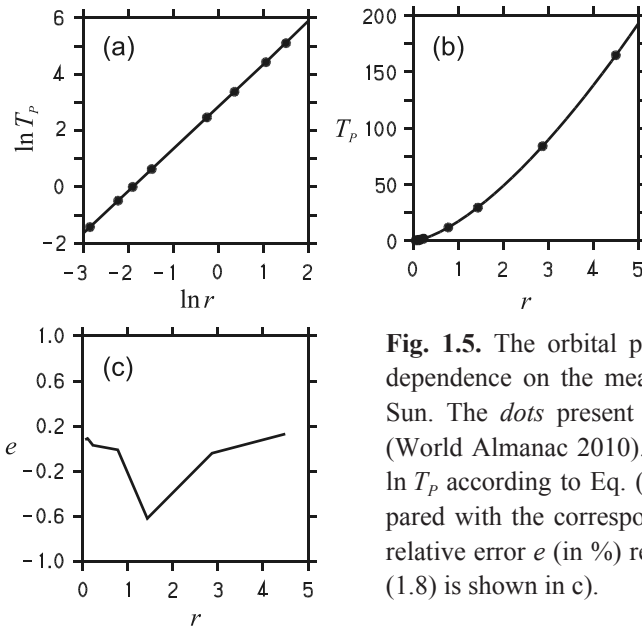 (a)
6
4
2
0
−2
ln T_P
−3 −2 −1 0 1 2
ln r
(b)
200
150
100
50
0
T_P
0 1 2 3 4 5
r
(c)
1.0
0.6
0.2
−0.2
−0.6
−1.0
e
0 1 2 3 4 5
r
Fig. 1.5. The orbital p
dependence on the mea
Sun. The dots present
(World Almanac 2010).
ln T_P according to Eq. (
pared with the correspo
relative error e (in %) re
(1.8) is shown in c).